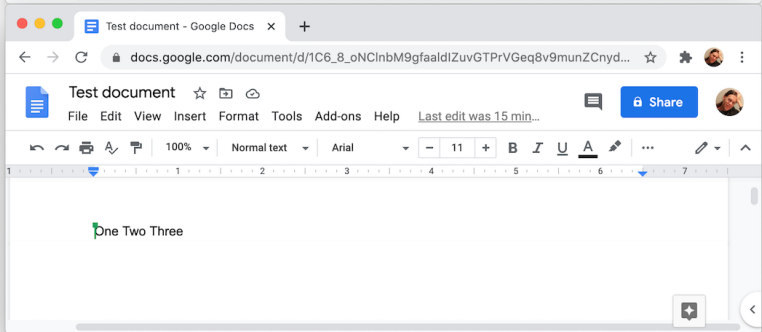 Test document - Google Docs
docs.google.com/document/d/1C6_8_oNClnbM9gfaaldIZuvGTPrVGeq8v9munZCnyd...
Test document
File Edit View Insert Format Tools Add-ons Help Last edit was 15 min...
Share
100% Normal text Arial 11 B I U A
1 1 2 3 4 5 6 7
One Two Three